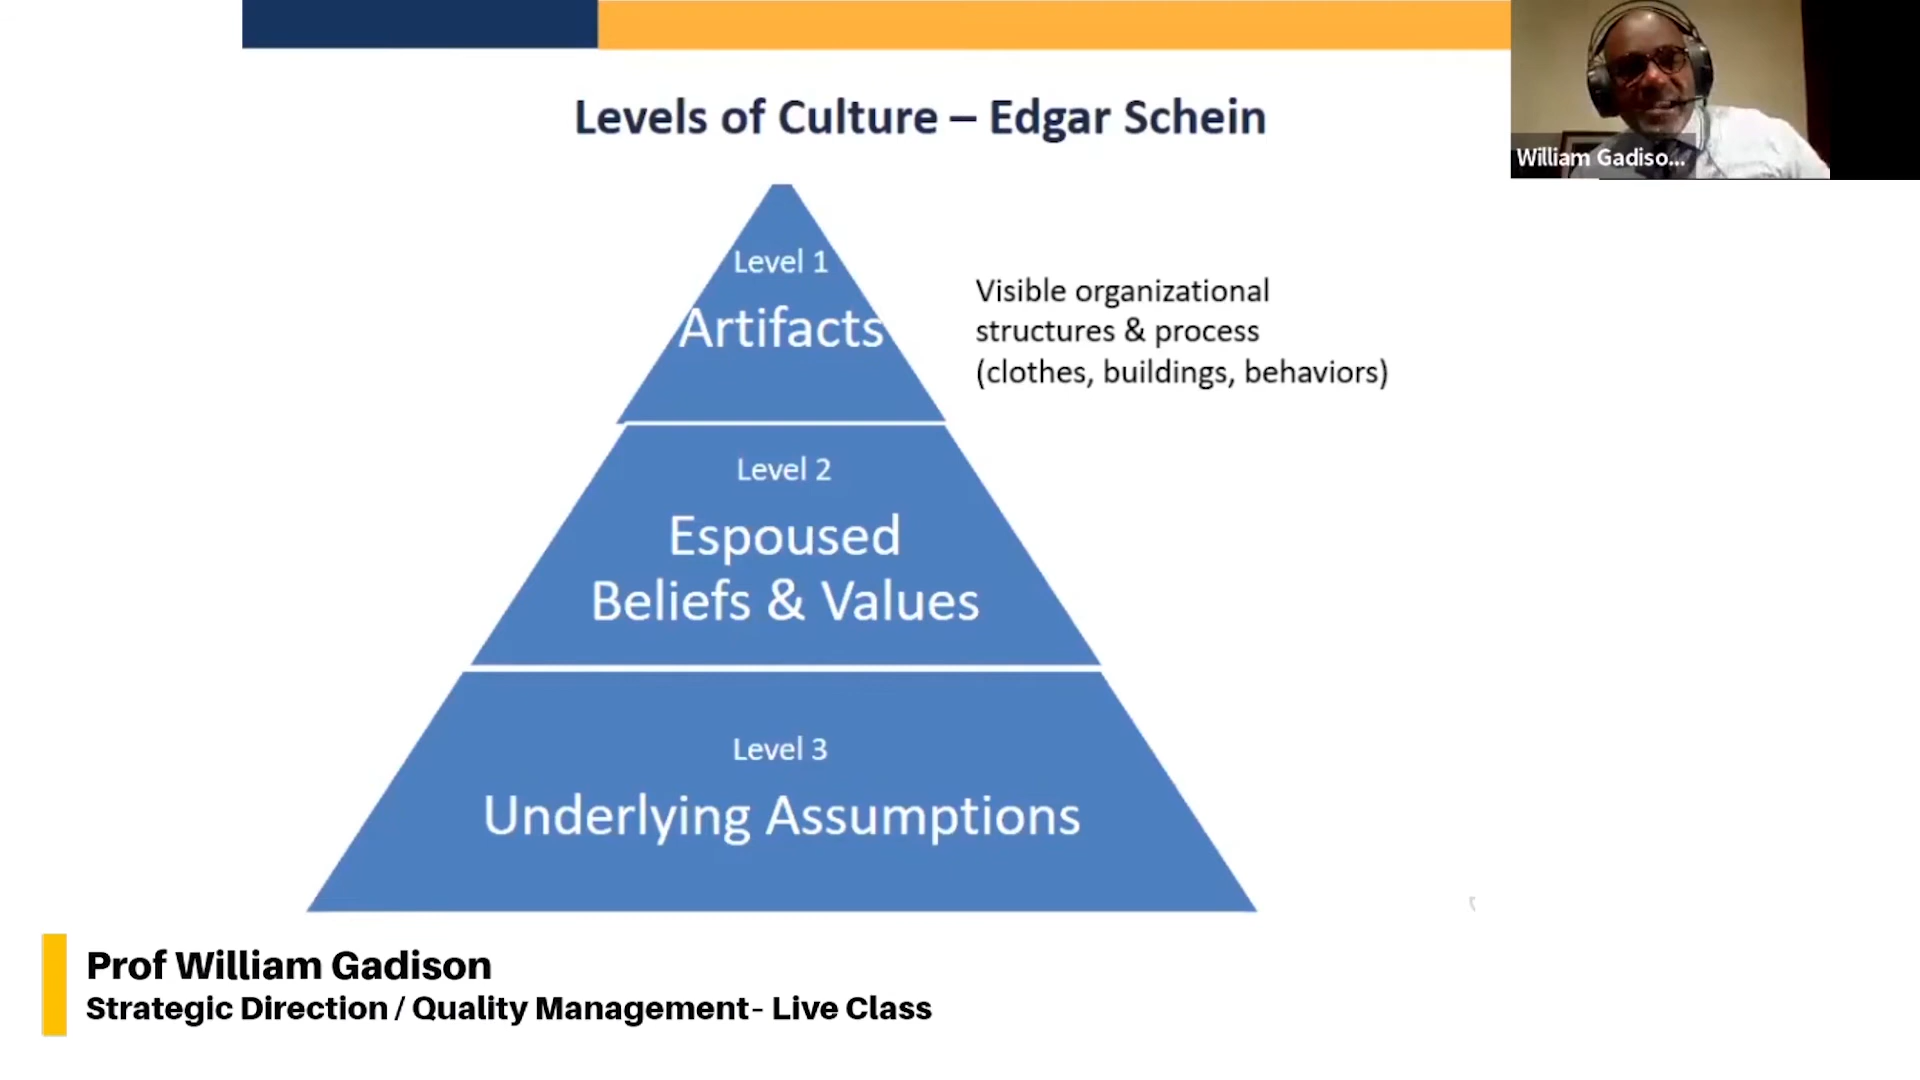 Levels of Culture – Edgar Schein
William Gadiso...
Level 1
Artifacts
Visible organizational
structures & process
(clothes, buildings, behaviors)
Level 2
Espoused
Beliefs & Values
Level 3
Underlying Assumptions
Prof William Gadison
Strategic Direction / Quality Management- Live Class